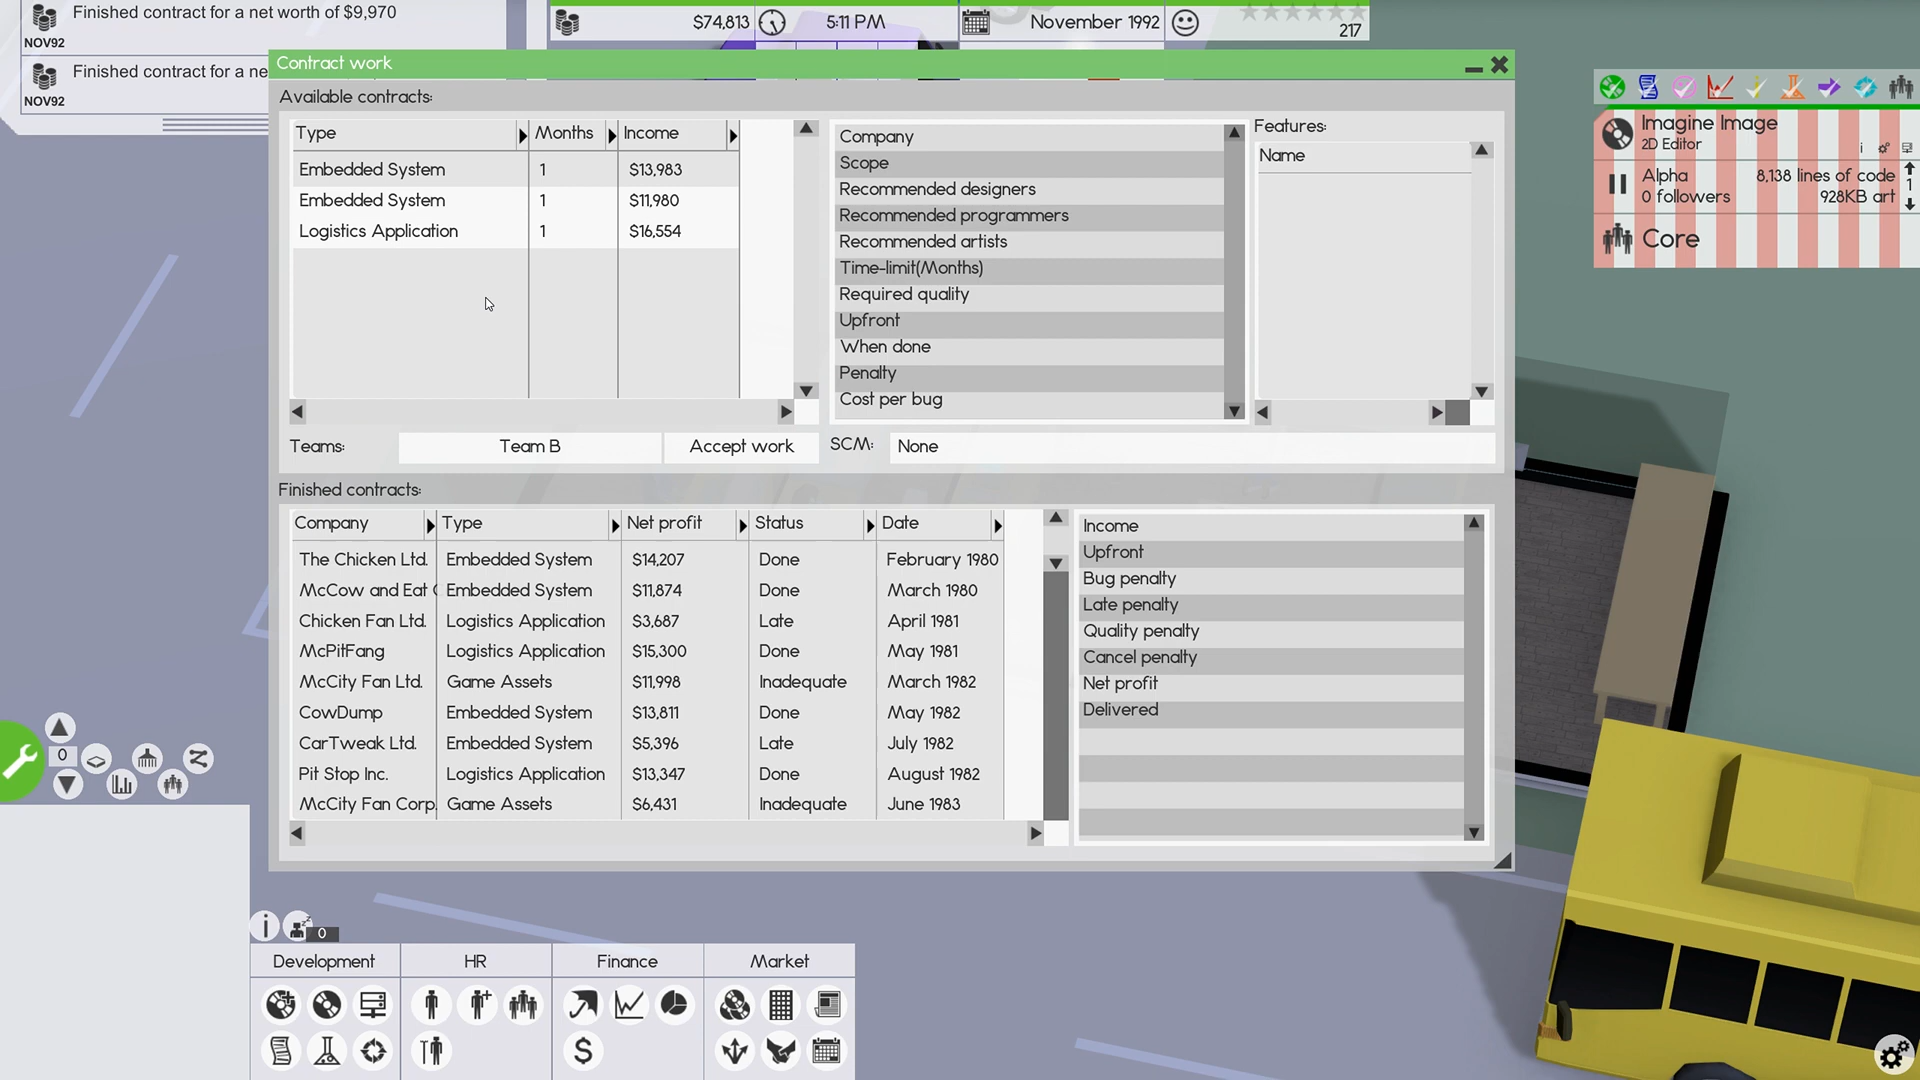 Finished contract for a net worth of $9,970
NOV92
Finished contract for a ne
NOV92
$74,813
5:11 PM
November 1992
217
Contract work
Available contracts:
Type Months Income
Embedded System 1 $13,983
Embedded System 1 $11,980
Logistics Application 1 $16,554
Company
Scope
Recommended designers
Recommended programmers
Recommended artists
Time-limit(Months)
Required quality
Upfront
When done
Penalty
Cost per bug
Features:
Name
Teams: Team B Accept work SCM: None
Finished contracts:
Company Type Net profit Status Date
The Chicken Ltd. Embedded System $14,207 Done February 1980
McCow and Eat Embedded System $11,874 Done March 1980
Chicken Fan Ltd. Logistics Application $3,687 Late April 1981
McPitFang Logistics Application $15,300 Done May 1981
McCity Fan Ltd. Game Assets $11,998 Inadequate March 1982
CowDump Embedded System $13,811 Done May 1982
CarTweak Ltd. Embedded System $5,396 Late July 1982
Pit Stop Inc. Logistics Application $13,347 Done August 1982
McCity Fan Corp. Game Assets $6,431 Inadequate June 1983
Income
Upfront
Bug penalty
Late penalty
Quality penalty
Cancel penalty
Net profit
Delivered
Imagine Image
2D Editor
i
Alpha 8,138 lines of code
0 followers 928KB art
1
Core
0
i
0
Development HR Finance Market